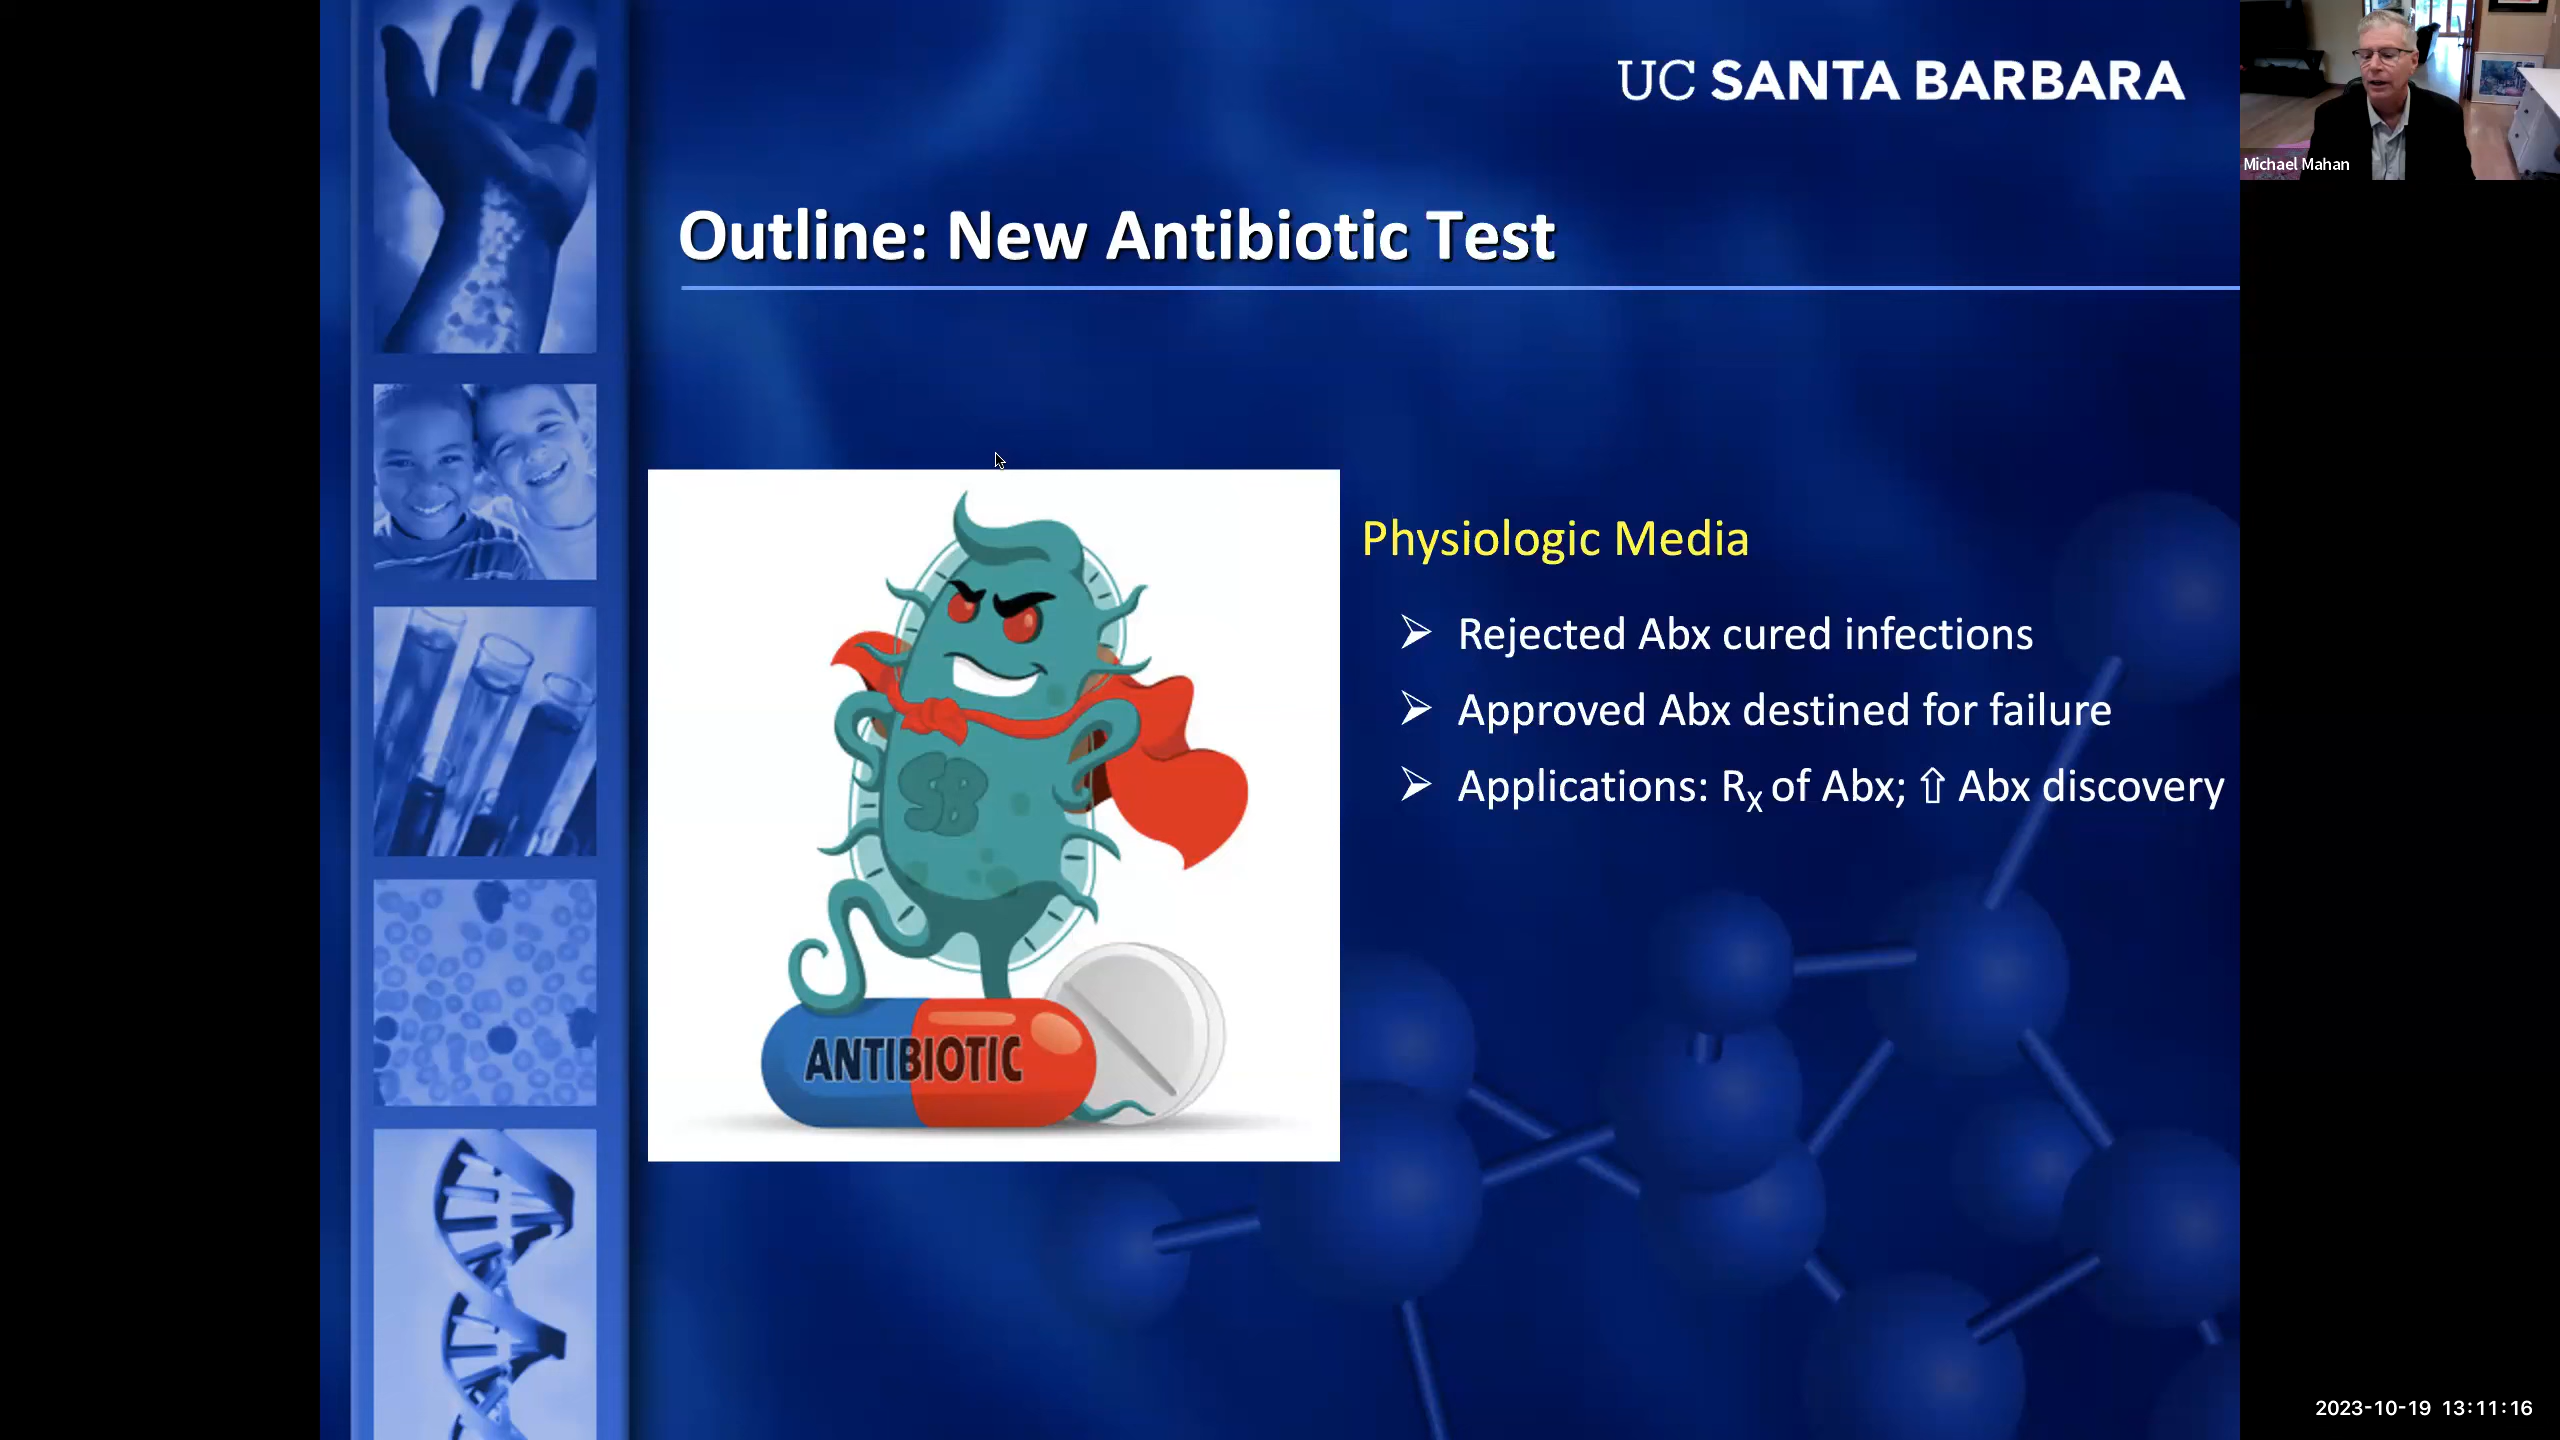 UC SANTA BARBARA
Michael Mahan
Outline: New Antibiotic Test
Physiologic Media
➢ Rejected Abx cured infections
➢ Approved Abx destined for failure
➢ Applications: RX of Abx; ⇧ Abx discovery
SB
ANTIBIOTIC
2023-10-19 13:11:16